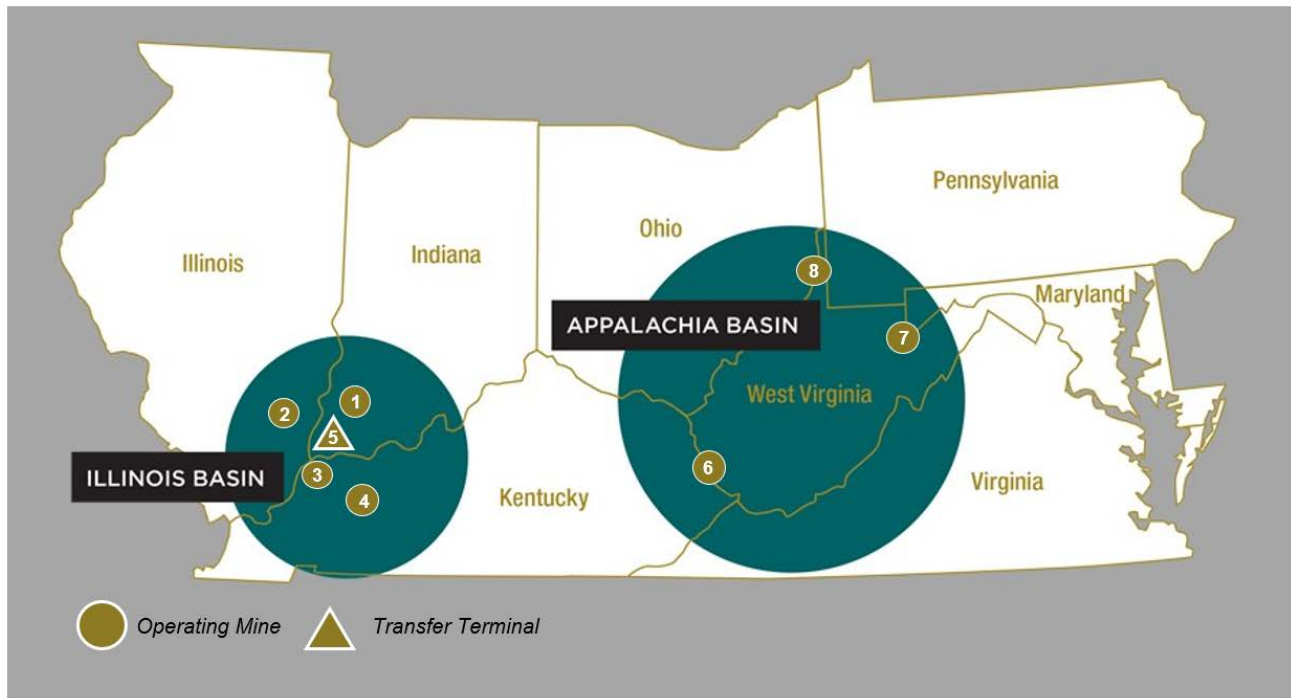 Pennsylvania
Ohio
Indiana
Illinois
8
Maryland
APPALACHIA BASIN
7
West Virginia
1
2
5
6
3
ILLINOIS BASIN
Virginia
4
Kentucky
Operating Mine
Transfer Terminal